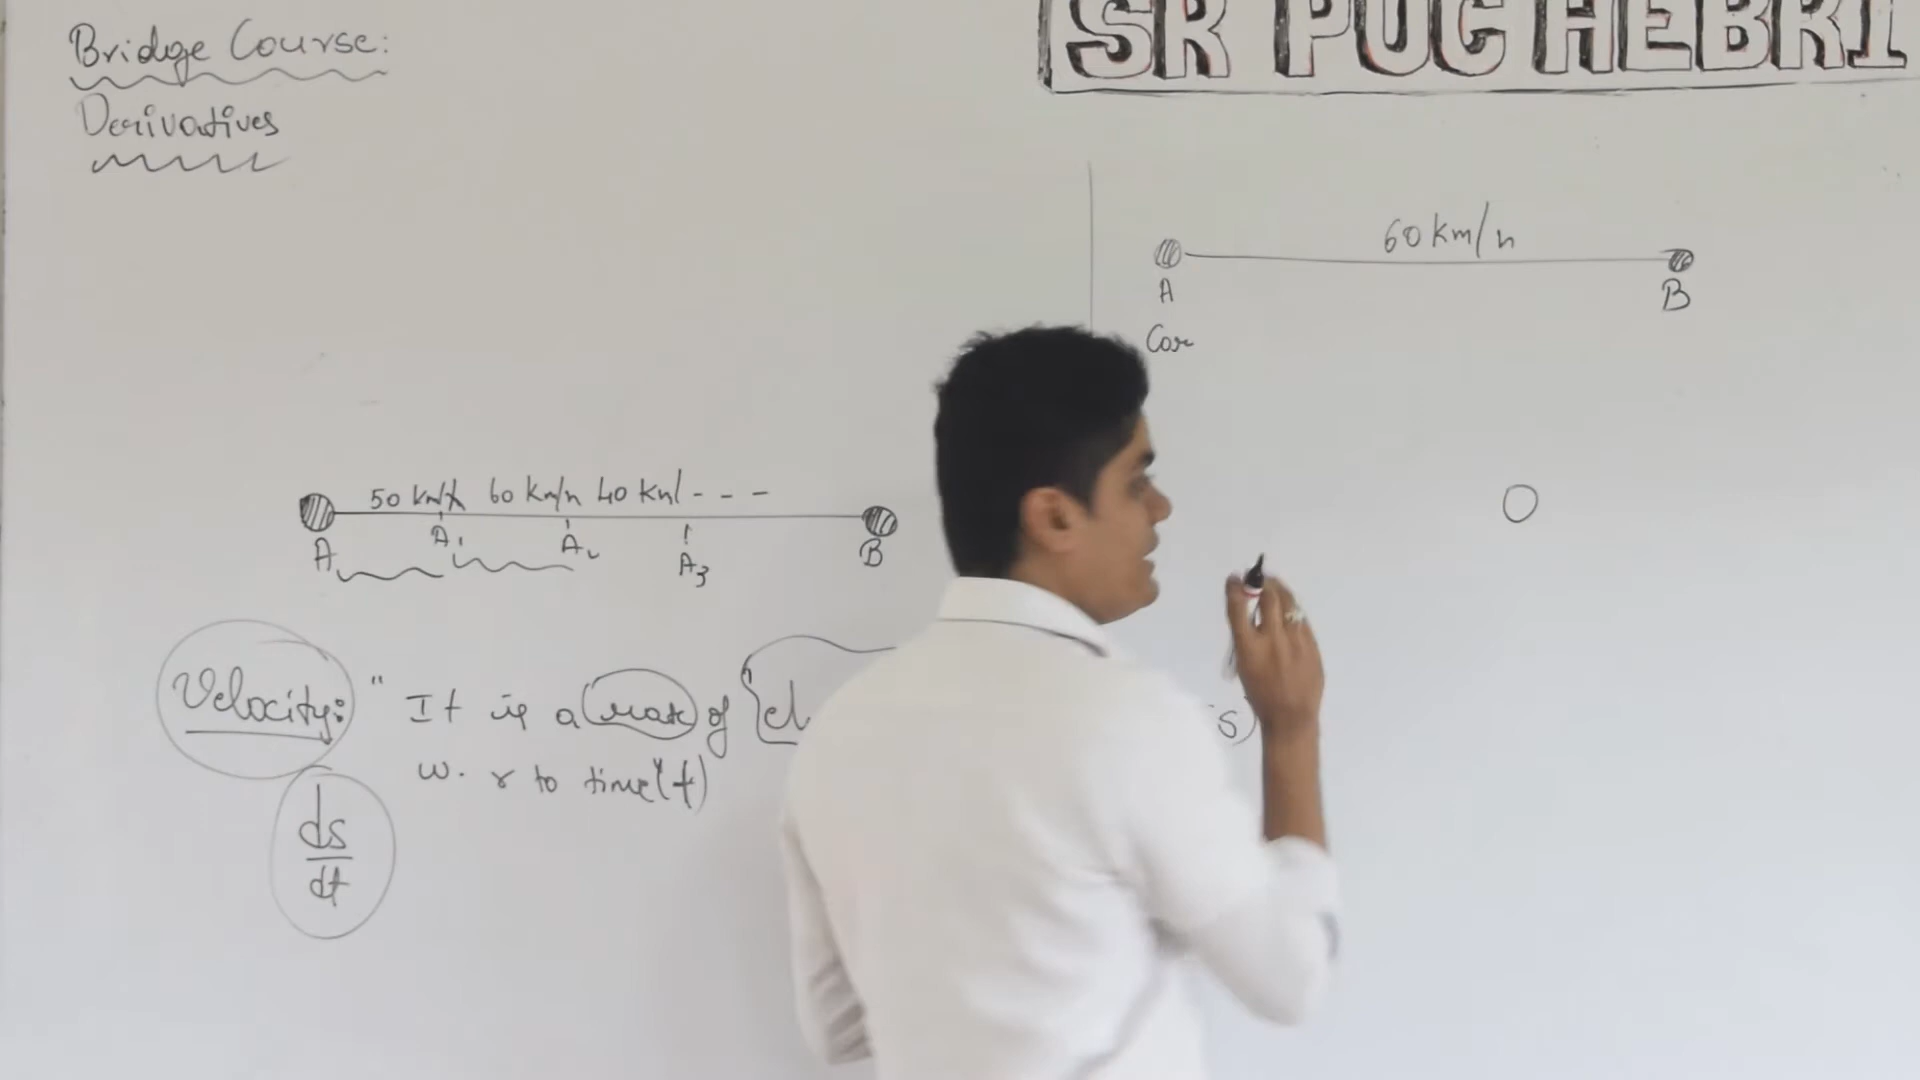 Bridge Course:
Derivatives
SR PUC HEBRI
60 km/h
A
B
Car
50 km/h 60 km/h 40 km/ - - -
A
A₁
A₂
A₃
B
Velocity: " It is a rate of
s)
w. r to time"(t)
ds
dt